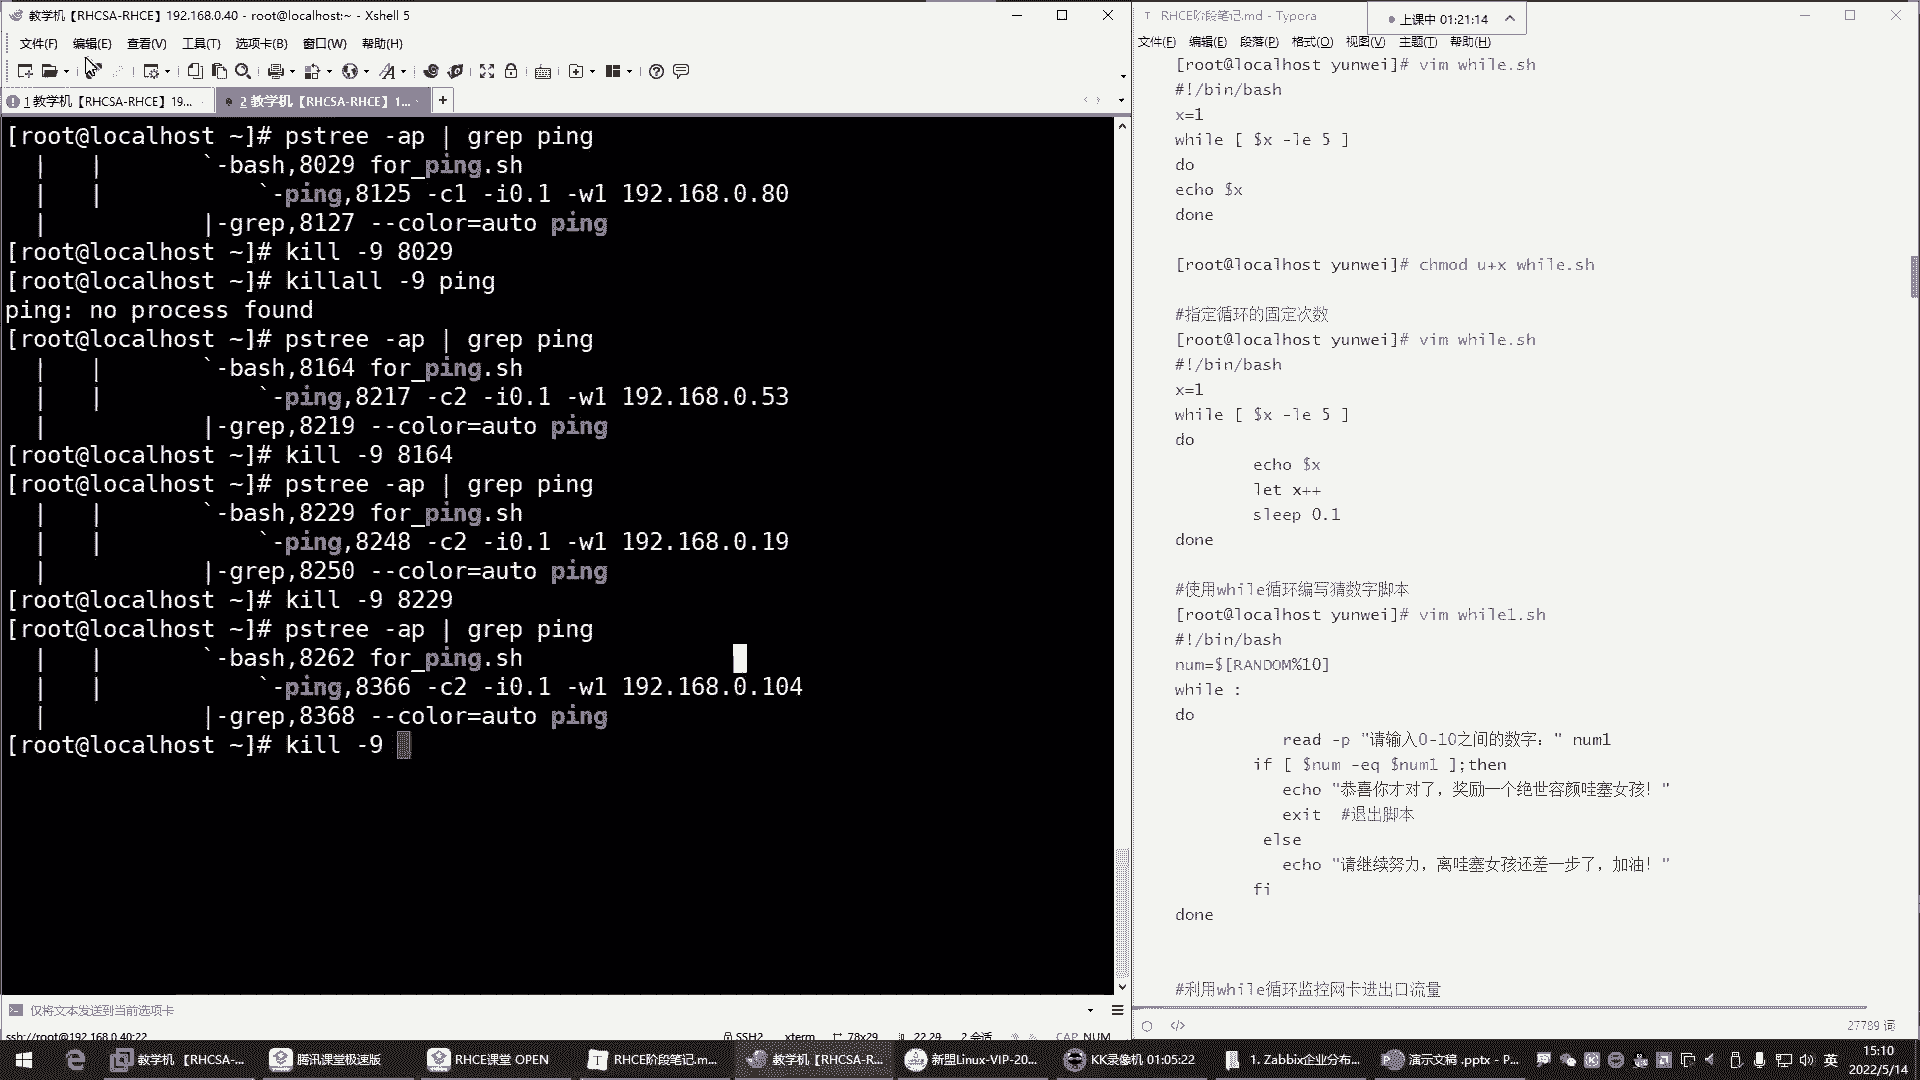 教学机【RHCSA-RHCE】192.168.0.40 - root@localhost:~ - Xshell 5
文件(F) 编辑(E) 查看(V) 工具(T) 选项卡(B) 窗口(W) 帮助(H)
1 教学机【RHCSA-RHCE】19... 2 教学机【RHCSA-RHCE】1...
[root@localhost ~]# pstree -ap | grep ping
| | `-bash,8029 for_ping.sh
| | `-ping,8125 -c1 -i0.1 -w1 192.168.0.80
| |-grep,8127 --color=auto ping
[root@localhost ~]# kill -9 8029
[root@localhost ~]# killall -9 ping
ping: no process found
[root@localhost ~]# pstree -ap | grep ping
| | `-bash,8164 for_ping.sh
| | `-ping,8217 -c2 -i0.1 -w1 192.168.0.53
| |-grep,8219 --color=auto ping
[root@localhost ~]# kill -9 8164
[root@localhost ~]# pstree -ap | grep ping
| | `-bash,8229 for_ping.sh
| | `-ping,8248 -c2 -i0.1 -w1 192.168.0.19
| |-grep,8250 --color=auto ping
[root@localhost ~]# kill -9 8229
[root@localhost ~]# pstree -ap | grep ping
| | `-bash,8262 for_ping.sh
| | `-ping,8366 -c2 -i0.1 -w1 192.168.0.104
| |-grep,8368 --color=auto ping
[root@localhost ~]# kill -9
仅将文本发送到当前选项卡
ssh://root@192.168.0.40:22 SSH2 xterm 78x29 22,29 2 会话 CAP NUM
RHCE阶段笔记.md - Typora
上课中 01:21:14
文件(F) 编辑(E) 段落(P) 格式(O) 视图(V) 主题(T) 帮助(H)
[root@localhost yunwei]# vim while.sh
#!/bin/bash
x=1
while [ $x -le 5 ]
do
echo $x
done
[root@localhost yunwei]# chmod u+x while.sh
#指定循环的固定次数
[root@localhost yunwei]# vim while.sh
#!/bin/bash
x=1
while [ $x -le 5 ]
do
echo $x
let x++
sleep 0.1
done
#使用while循环编写猜数字脚本
[root@localhost yunwei]# vim while1.sh
#!/bin/bash
num=$[RANDOM%10]
while :
do
read -p "请输入0-10之间的数字：" num1
if [ $num -eq $num1 ];then
echo "恭喜你才对了，奖励一个绝世容颜哇塞女孩！"
exit #退出脚本
else
echo "请继续努力，离哇塞女孩还差一步了，加油！"
fi
done
#利用while循环监控网卡进出口流量
27789 词
教学机【RHCSA-... 腾讯课堂极速版 RHCE课堂 OPEN RHCE阶段笔记.m... 教学机【RHCSA-R... 新盟Linux-VIP-20... KK录像机 01:05:22 1. Zabbix企业分布... 演示文稿 .pptx - P... 英 15:10
2022/5/14